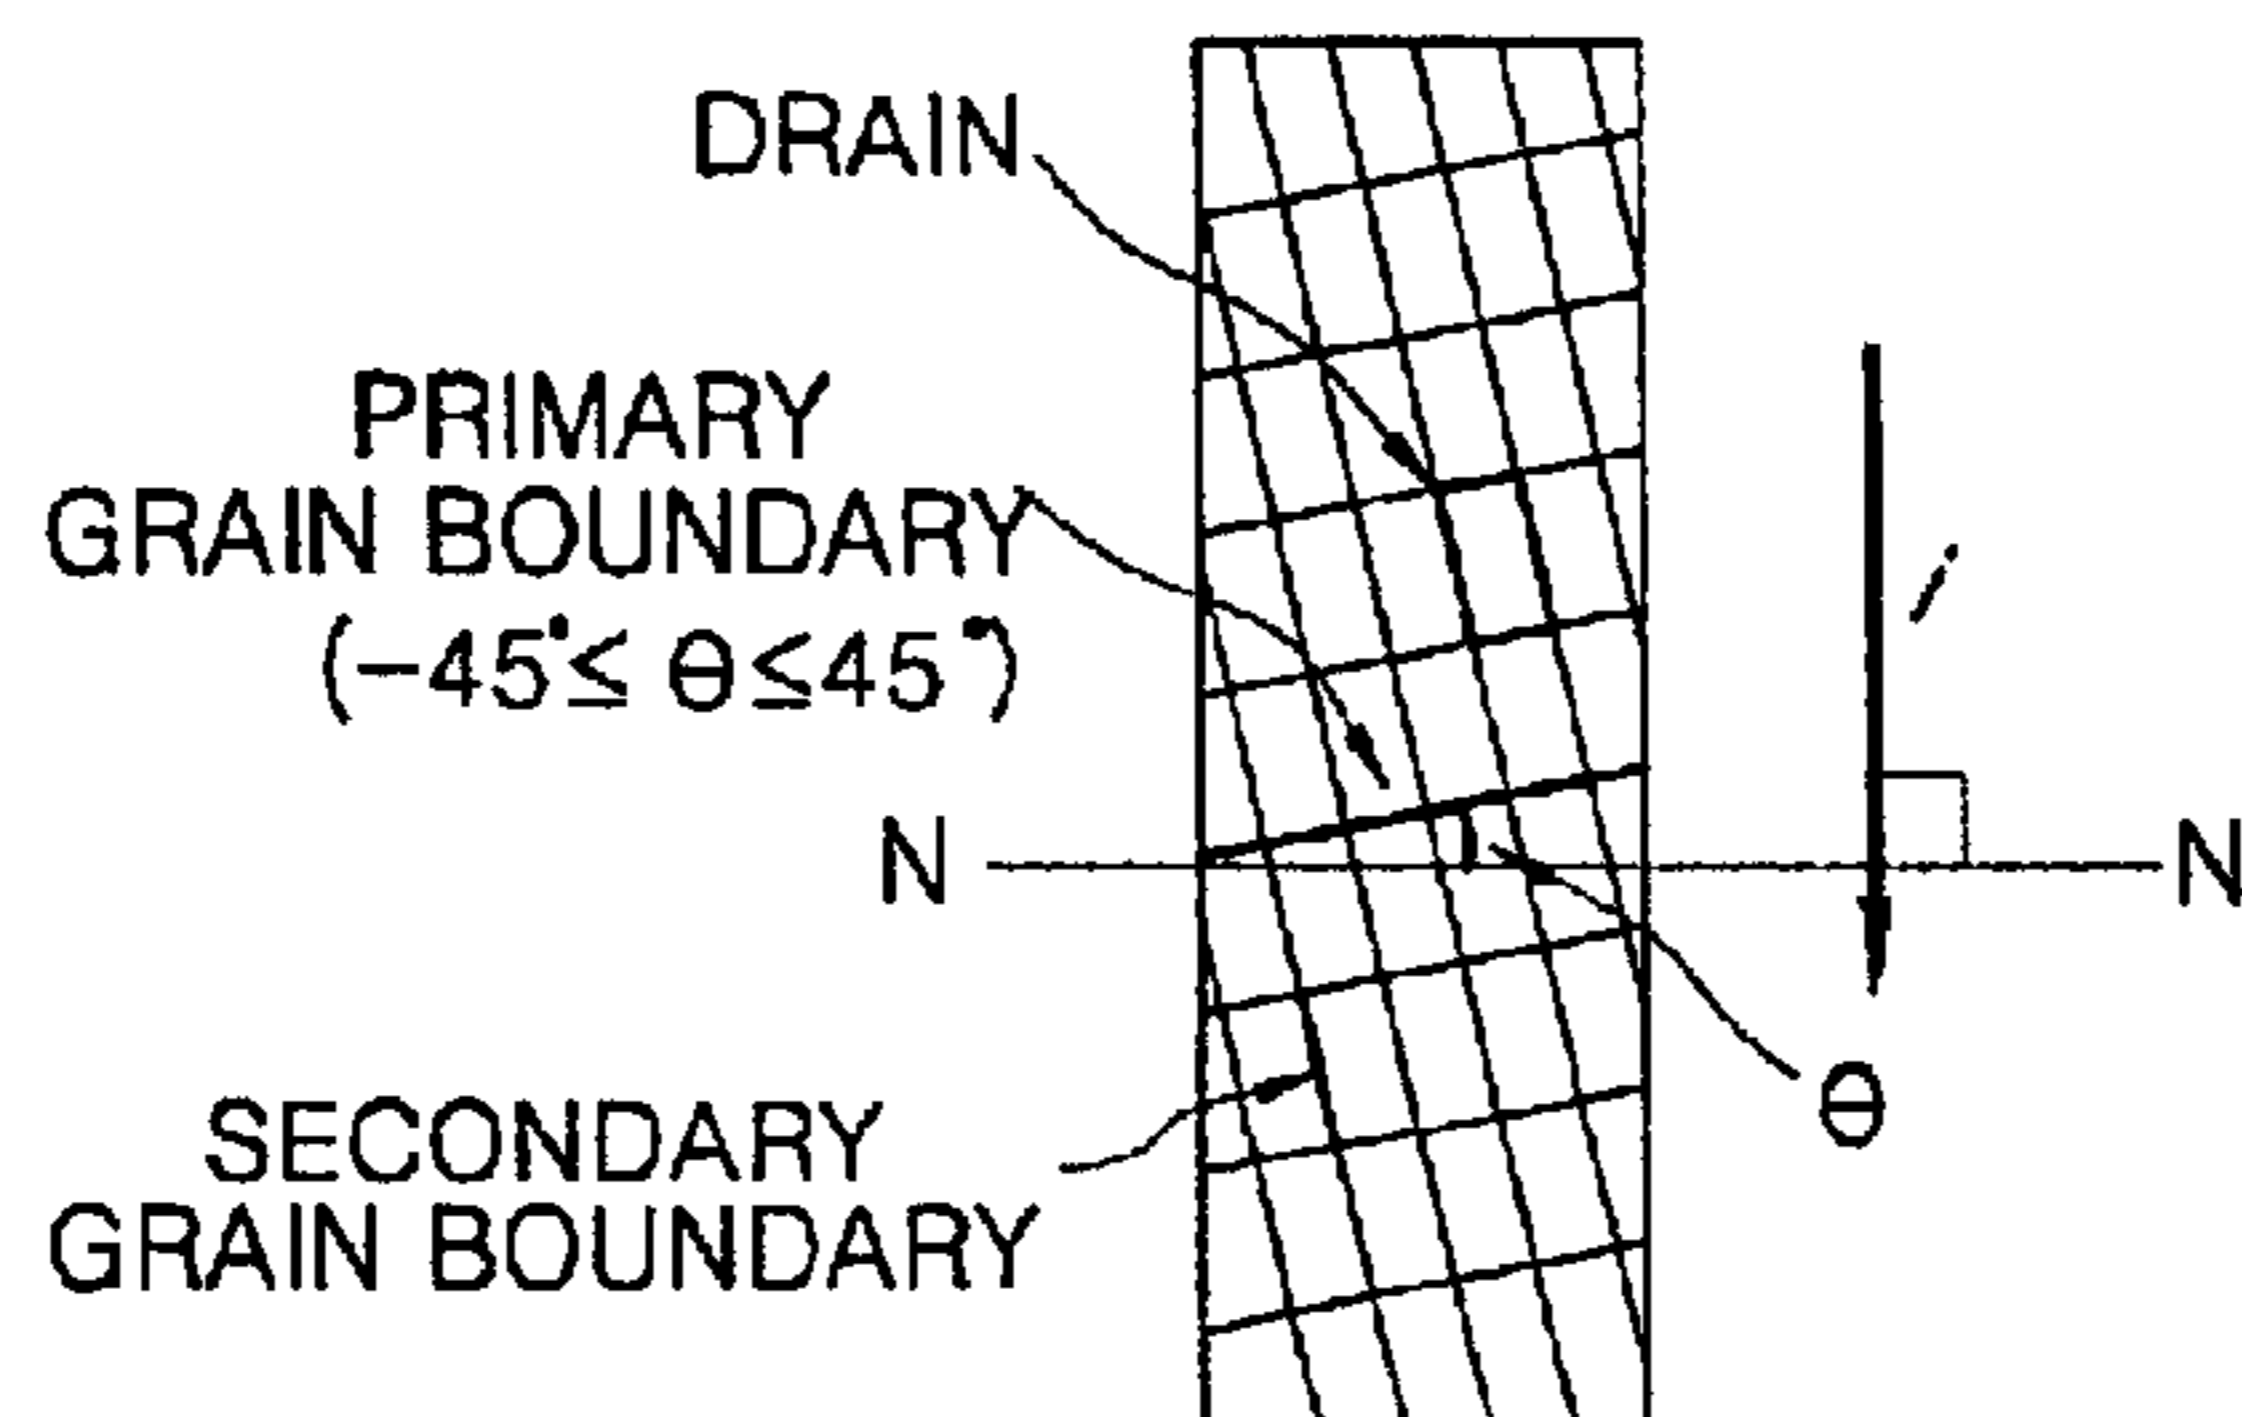 DRAIN
PRIMARY
GRAIN BOUNDARY
(-45°≤ θ ≤45°)
N
N
θ
SECONDARY
GRAIN BOUNDARY